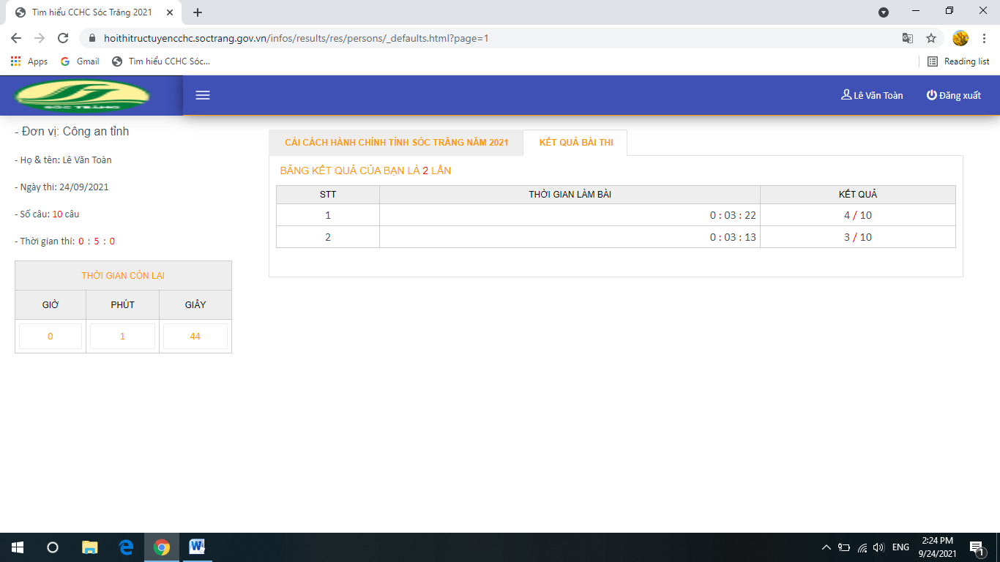 Tìm hiểu CCHC Sóc Trăng 2021
hoithitructuyencchc.soctrang.gov.vn/infos/results/res/persons/_defaults.html?page=1
Apps Gmail Tìm hiểu CCHC Sóc... Reading list
SÓC TRĂNG
Lê Văn Toàn Đăng xuất
- Đơn vị: Công an tỉnh
- Họ & tên: Lê Văn Toàn
- Ngày thi: 24/09/2021
- Số câu: 10 câu
- Thời gian thi: 0 : 5 : 0
THỜI GIAN CÒN LẠI
GIỜ PHÚT GIÂY
0 1 44
CẢI CÁCH HÀNH CHÍNH TỈNH SÓC TRĂNG NĂM 2021 KẾT QUẢ BÀI THI
BẢNG KẾT QUẢ CỦA BẠN LÀ 2 LẦN
STT THỜI GIAN LÀM BÀI KẾT QUẢ
1 0 : 03 : 22 4 / 10
2 0 : 03 : 13 3 / 10
ENG
2:24 PM
9/24/2021
1